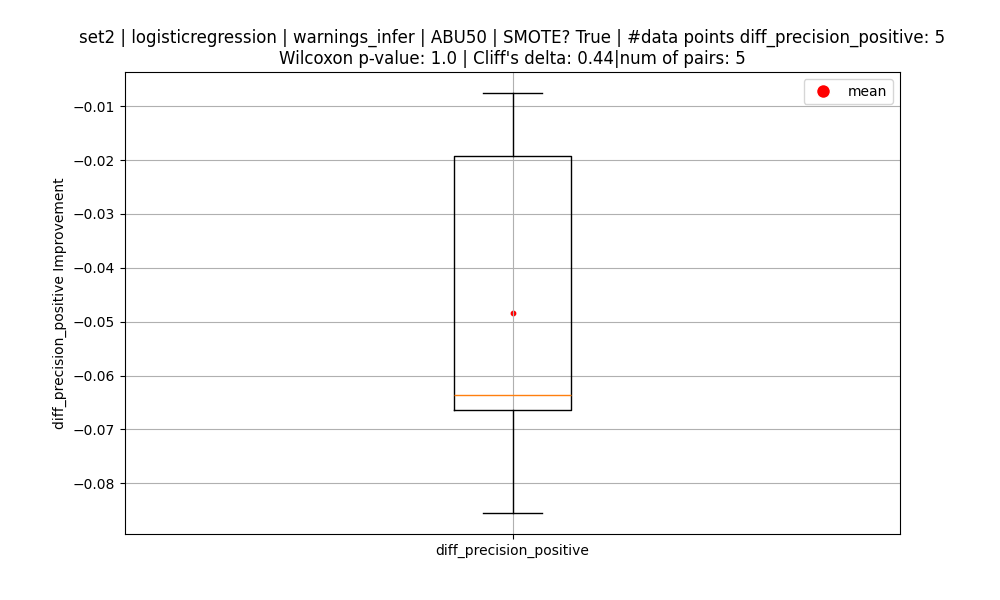 set2 | logisticregression | warnings_infer | ABU50 | SMOTE? True | #data points diff_precision_positive: 5
Wilcoxon p-value: 1.0 | Cliff's delta: 0.44|num of pairs: 5
mean
−0.01
−0.02
−0.03
−0.04
−0.05
−0.06
−0.07
−0.08
diff_precision_positive Improvement
diff_precision_positive